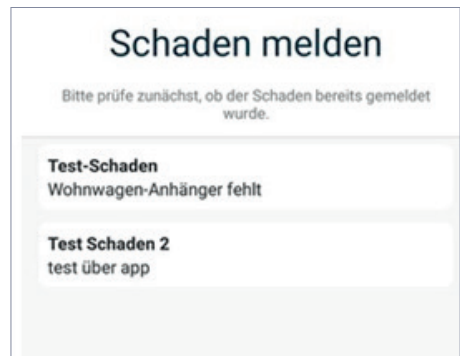 Schaden melden
Bitte prüfe zunächst, ob der Schaden bereits gemeldet
wurde.
Test-Schaden
Wohnwagen-Anhänger fehlt
Test Schaden 2
test über app